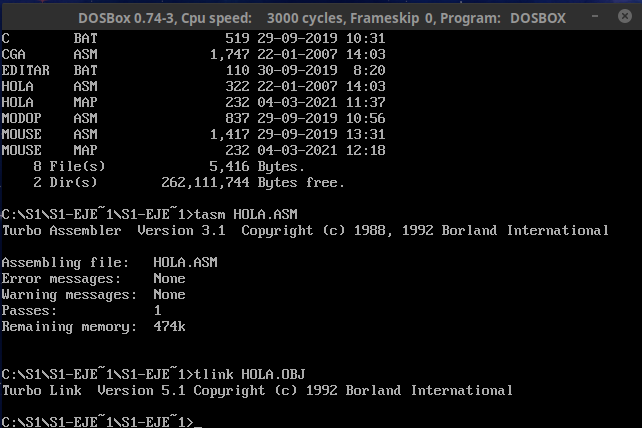 DOSBox 0.74-3, Cpu speed: 3000 cycles, Frameskip 0, Program: DOSBOX
C BAT 519 29-09-2019 10:31
CGA ASM 1,747 22-01-2007 14:03
EDITAR BAT 110 30-09-2019 8:20
HOLA ASM 322 22-01-2007 14:03
HOLA MAP 232 04-03-2021 11:37
MODOP ASM 837 29-09-2019 10:56
MOUSE ASM 1,417 29-09-2019 13:31
MOUSE MAP 232 04-03-2021 12:18
8 File(s) 5,416 Bytes.
2 Dir(s) 262,111,744 Bytes free.
C:\S1\S1-EJE~1\S1-EJE~1>tasm HOLA.ASM
Turbo Assembler Version 3.1 Copyright (c) 1988, 1992 Borland International
Assembling file: HOLA.ASM
Error messages: None
Warning messages: None
Passes: 1
Remaining memory: 474k
C:\S1\S1-EJE~1\S1-EJE~1>tlink HOLA.OBJ
Turbo Link Version 5.1 Copyright (c) 1992 Borland International
C:\S1\S1-EJE~1\S1-EJE~1>_